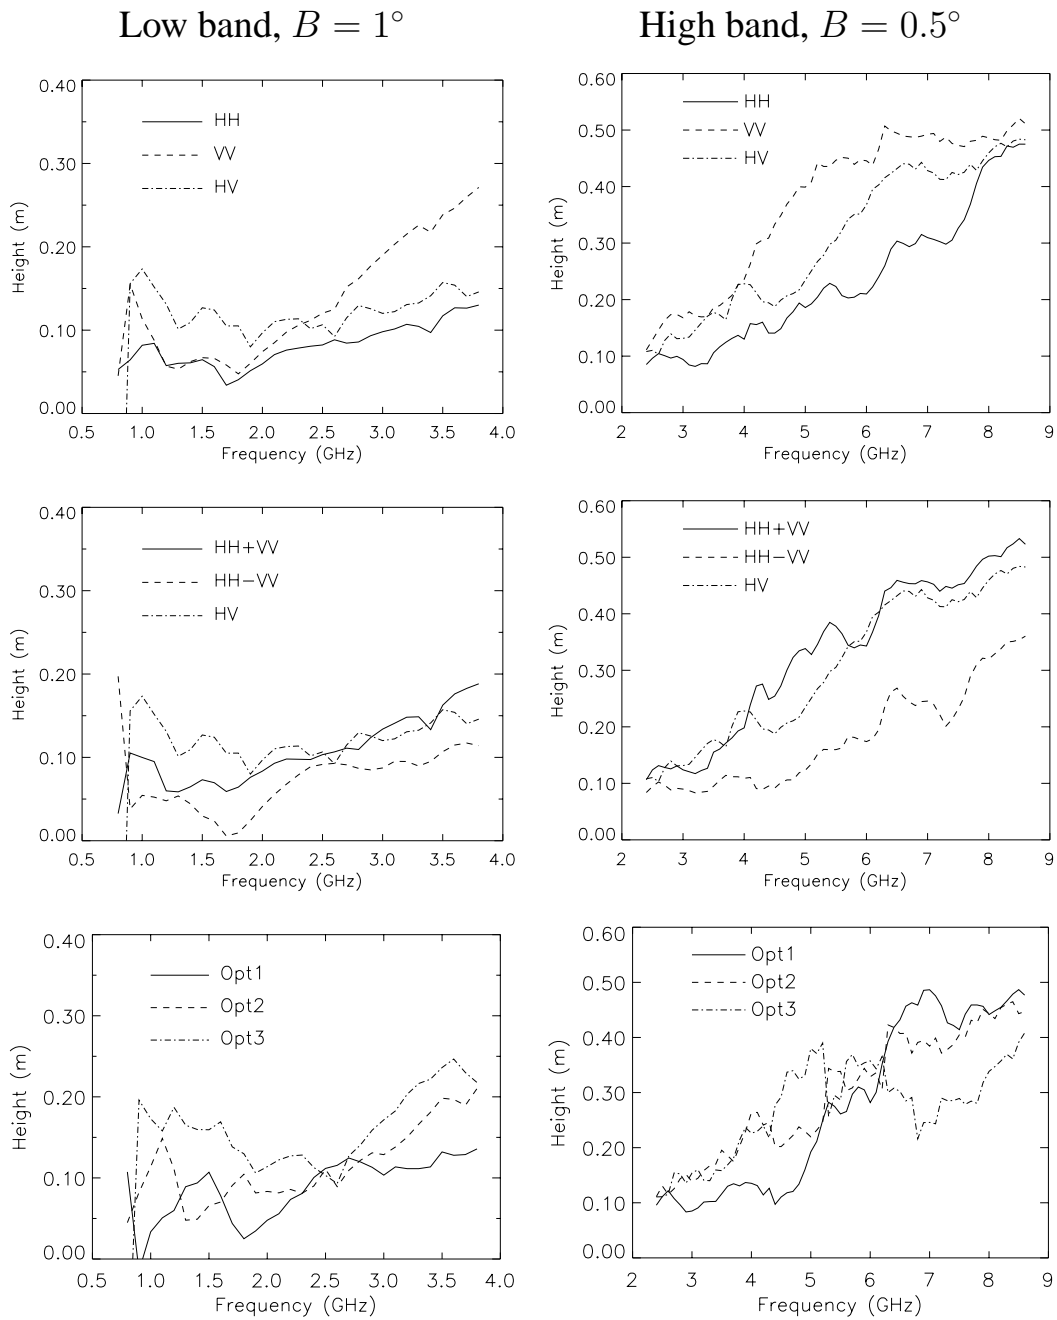 Low band, B = 1°
High band, B = 0.5°
0.40
0.30
0.20
0.10
0.00
Height (m)
HH
VV
HV
0.5 1.0 1.5 2.0 2.5 3.0 3.5 4.0
Frequency (GHz)
0.60
0.50
0.40
0.30
0.20
0.10
0.00
Height (m)
HH
VV
HV
2 3 4 5 6 7 8 9
Frequency (GHz)
0.40
0.30
0.20
0.10
0.00
Height (m)
HH+VV
HH−VV
HV
0.5 1.0 1.5 2.0 2.5 3.0 3.5 4.0
Frequency (GHz)
0.60
0.50
0.40
0.30
0.20
0.10
0.00
Height (m)
HH+VV
HH−VV
HV
2 3 4 5 6 7 8 9
Frequency (GHz)
0.40
0.30
0.20
0.10
0.00
Height (m)
Opt1
Opt2
Opt3
0.5 1.0 1.5 2.0 2.5 3.0 3.5 4.0
Frequency (GHz)
0.60
0.50
0.40
0.30
0.20
0.10
0.00
Height (m)
Opt1
Opt2
Opt3
2 3 4 5 6 7 8 9
Frequency (GHz)